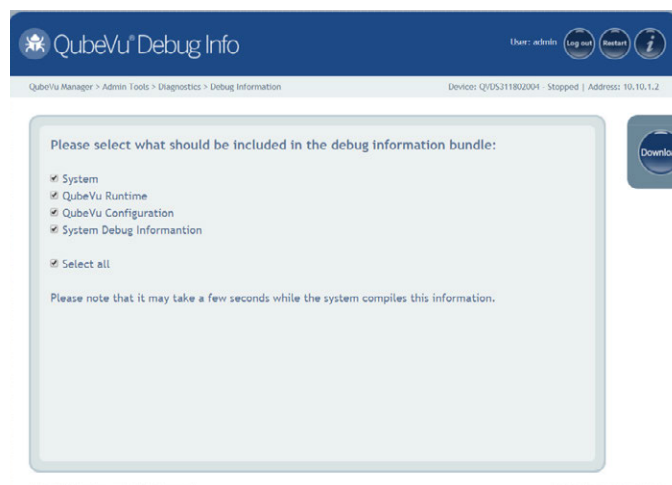 QubeVu® Debug Info
User: admin
Log out
Restart
i
QubeVu Manager > Admin Tools > Diagnostics > Debug Information
Device: QVDS311802004 - Stopped | Address: 10.10.1.2
Please select what should be included in the debug information bundle:
Downlo
System
QubeVu Runtime
QubeVu Configuration
System Debug Informantion
Select all
Please note that it may take a few seconds while the system compiles this information.